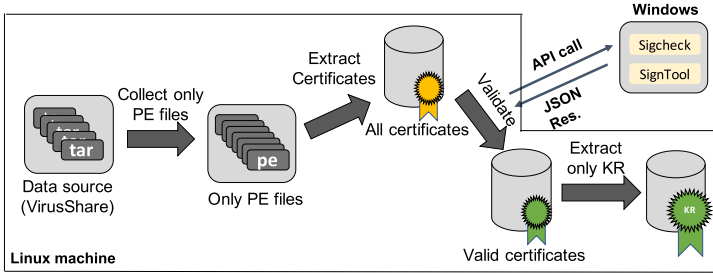 Windows
Sigcheck
SignTool
API call
JSON
Res.
Extract
Certificates
Validate
Collect only
PE files
All certificates
tar
pe
Data source
(VirusShare)
Only PE files
Extract
only KR
KR
Valid certificates
Linux machine